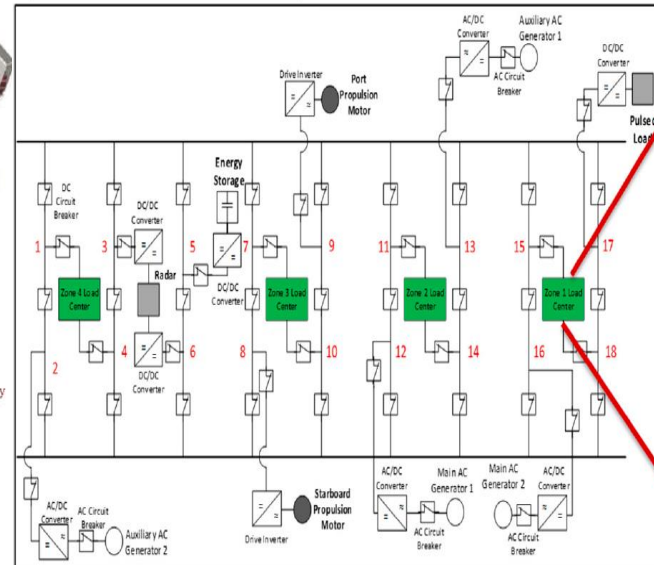 AC/DC
Converter
Auxiliary AC
Generator 1
AC Circuit
Breaker
DC/DC
Converter
Pulsed
Load
Drive Inverter
Port
Propulsion
Motor
Energy
Storage
DC
Circuit
Breaker
DC/DC
Converter
1
3
5
7
9
11
13
15
17
Radar
DC/DC
Converter
Zone 4 Load
Center
Zone 3 Load
Center
Zone 2 Load
Center
Zone 1 Load
Center
2
4
6
8
10
12
14
16
18
DC/DC
Converter
y
AC/DC
Converter
AC Circuit
Breaker
Auxiliary AC
Generator 2
Drive Inverter
Starboard
Propulsion
Motor
AC/DC
Converter
Main AC
Generator 1
AC Circuit
Breaker
Main AC
Generator 2
AC Circuit
Breaker
AC/DC
Converter